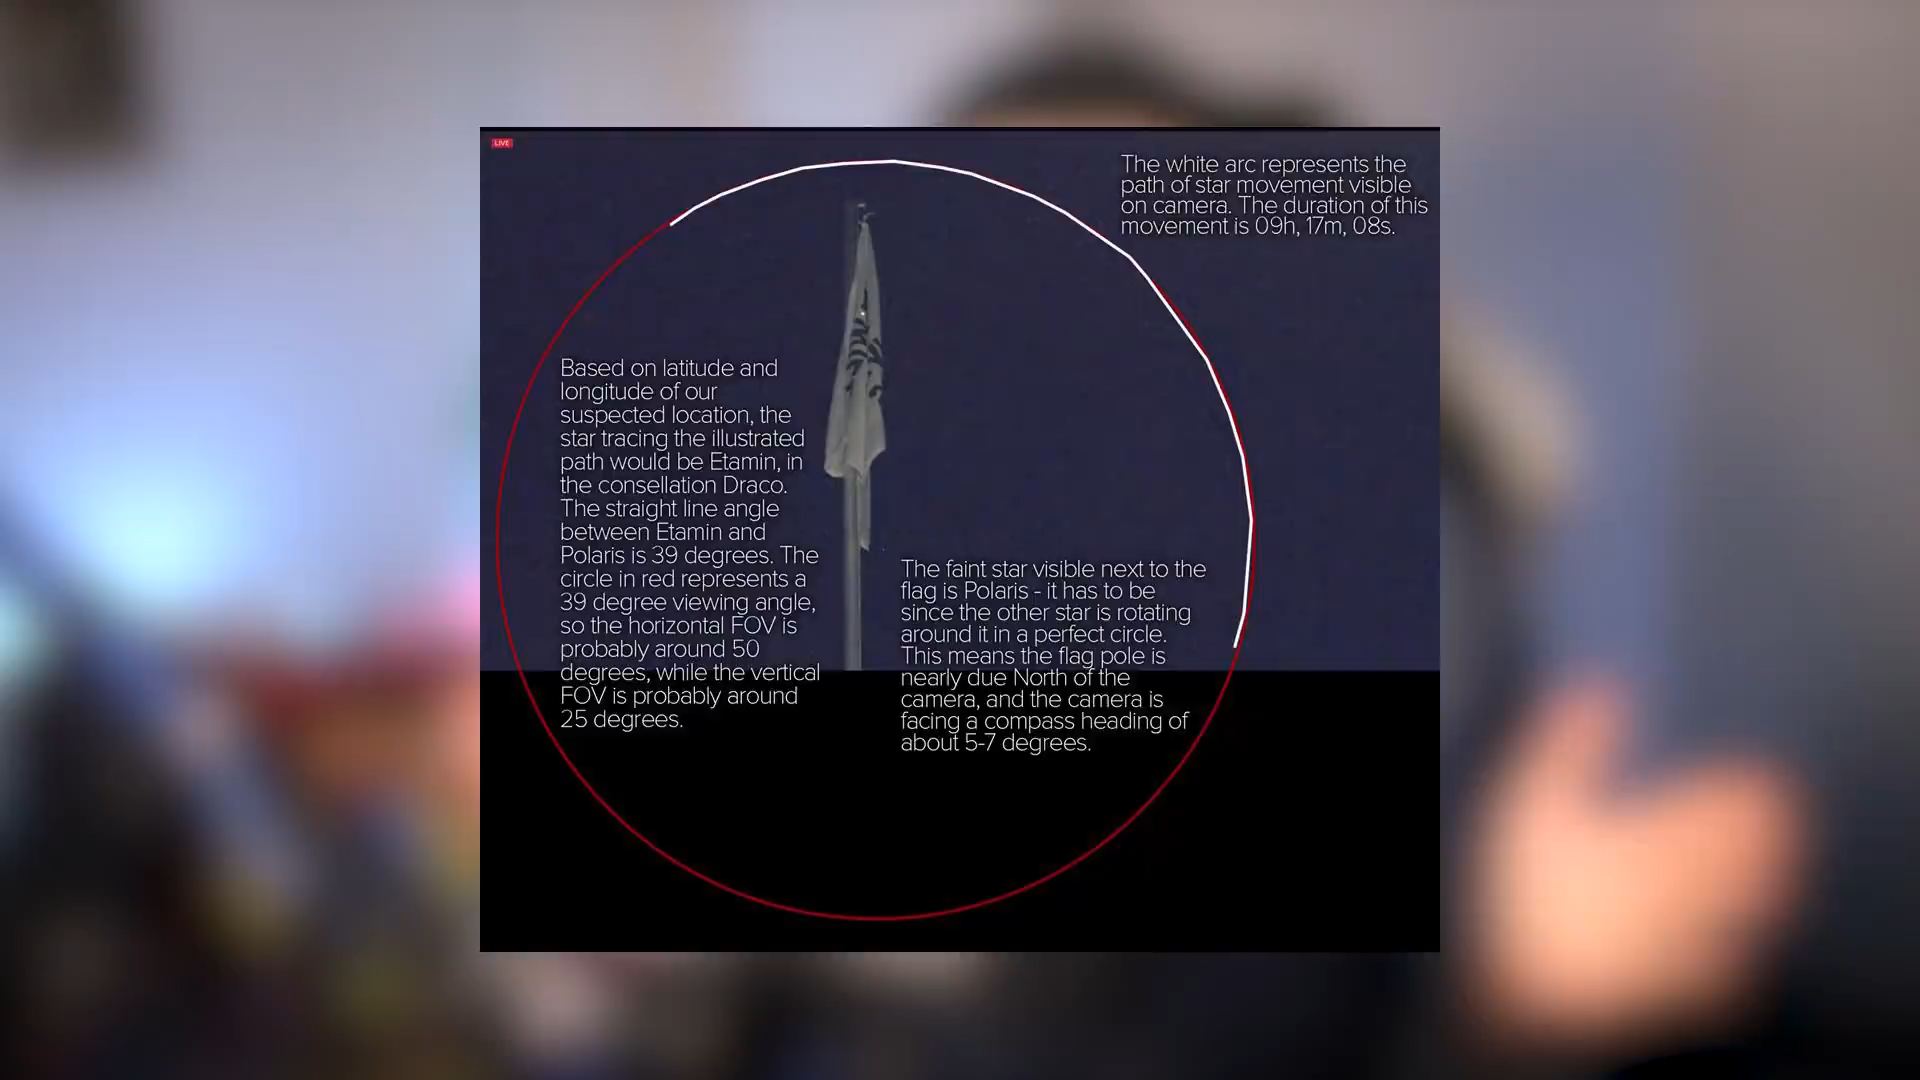 LIVE
The white arc represents the
path of star movement visible
on camera. The duration of this
movement is 09h, 17m, 08s.
Based on latitude and
longitude of our
suspected location, the
star tracing the illustrated
path would be Etamin, in
the consellation Draco.
The straight line angle
between Etamin and
Polaris is 39 degrees. The
circle in red represents a
39 degree viewing angle,
so the horizontal FOV is
probably around 50
degrees, while the vertical
FOV is probably around
25 degrees.
The faint star visible next to the
flag is Polaris - it has to be
since the other star is rotating
around it in a perfect circle.
This means the flag pole is
nearly due North of the
camera, and the camera is
facing a compass heading of
about 5-7 degrees.